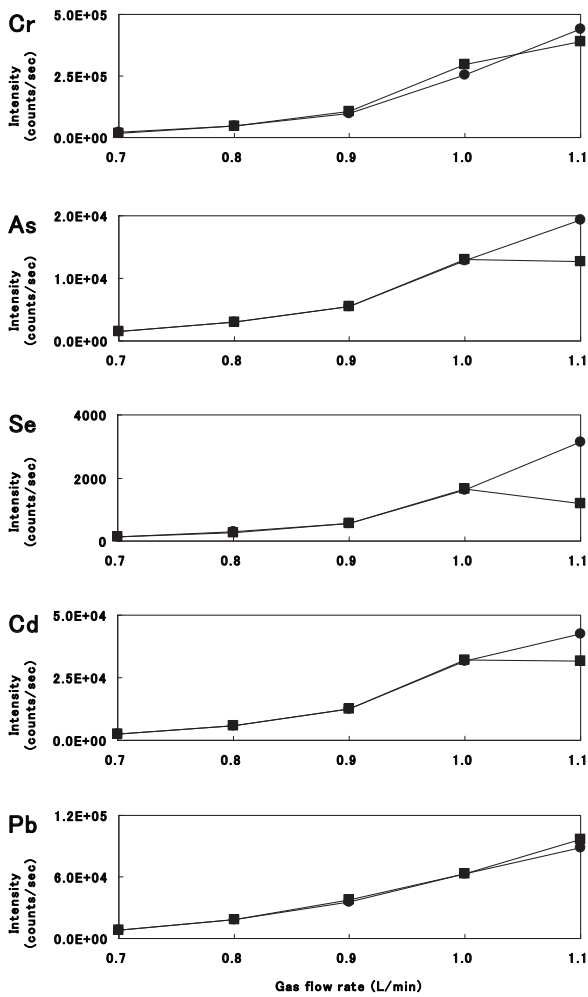 Cr
Intensity
(counts/sec)
5.0E+05
2.5E+05
0.0E+00
0.7 0.8 0.9 1.0 1.1
As
Intensity
(counts/sec)
2.0E+04
1.0E+04
0.0E+00
0.7 0.8 0.9 1.0 1.1
Se
Intensity
(counts/sec)
4000
2000
0
0.7 0.8 0.9 1.0 1.1
Cd
Intensity
(counts/sec)
5.0E+04
2.5E+04
0.0E+00
0.7 0.8 0.9 1.0 1.1
Pb
Intensity
(counts/sec)
1.2E+05
6.0E+04
0.0E+00
0.7 0.8 0.9 1.0 1.1
Gas flow rate (L/min)